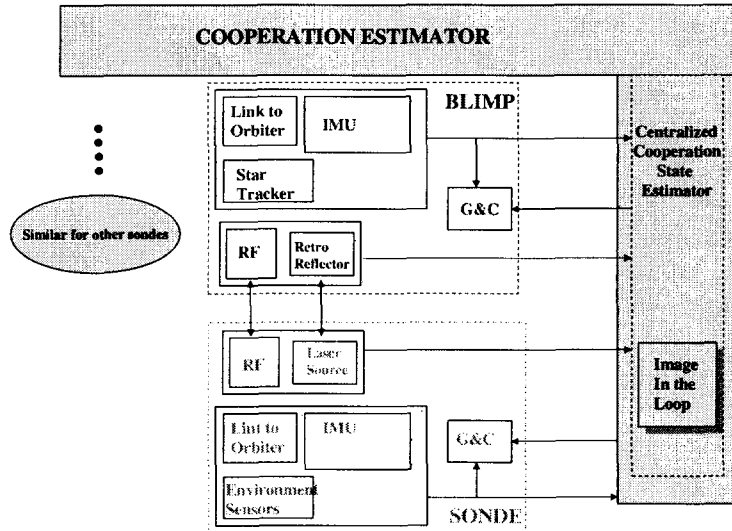 COOPERATION ESTIMATOR
BLIMP
Link to
Orbiter
IMU
Star
Tracker
G&C
Centralized
Cooperation
State
Estimator
Similar for other sondes
RF
Retro
Reflector
RF
Laser
Source
Image
In the
Loop
Lint to
Orbiter
IMU
G&C
Environment
Sensors
SONDE